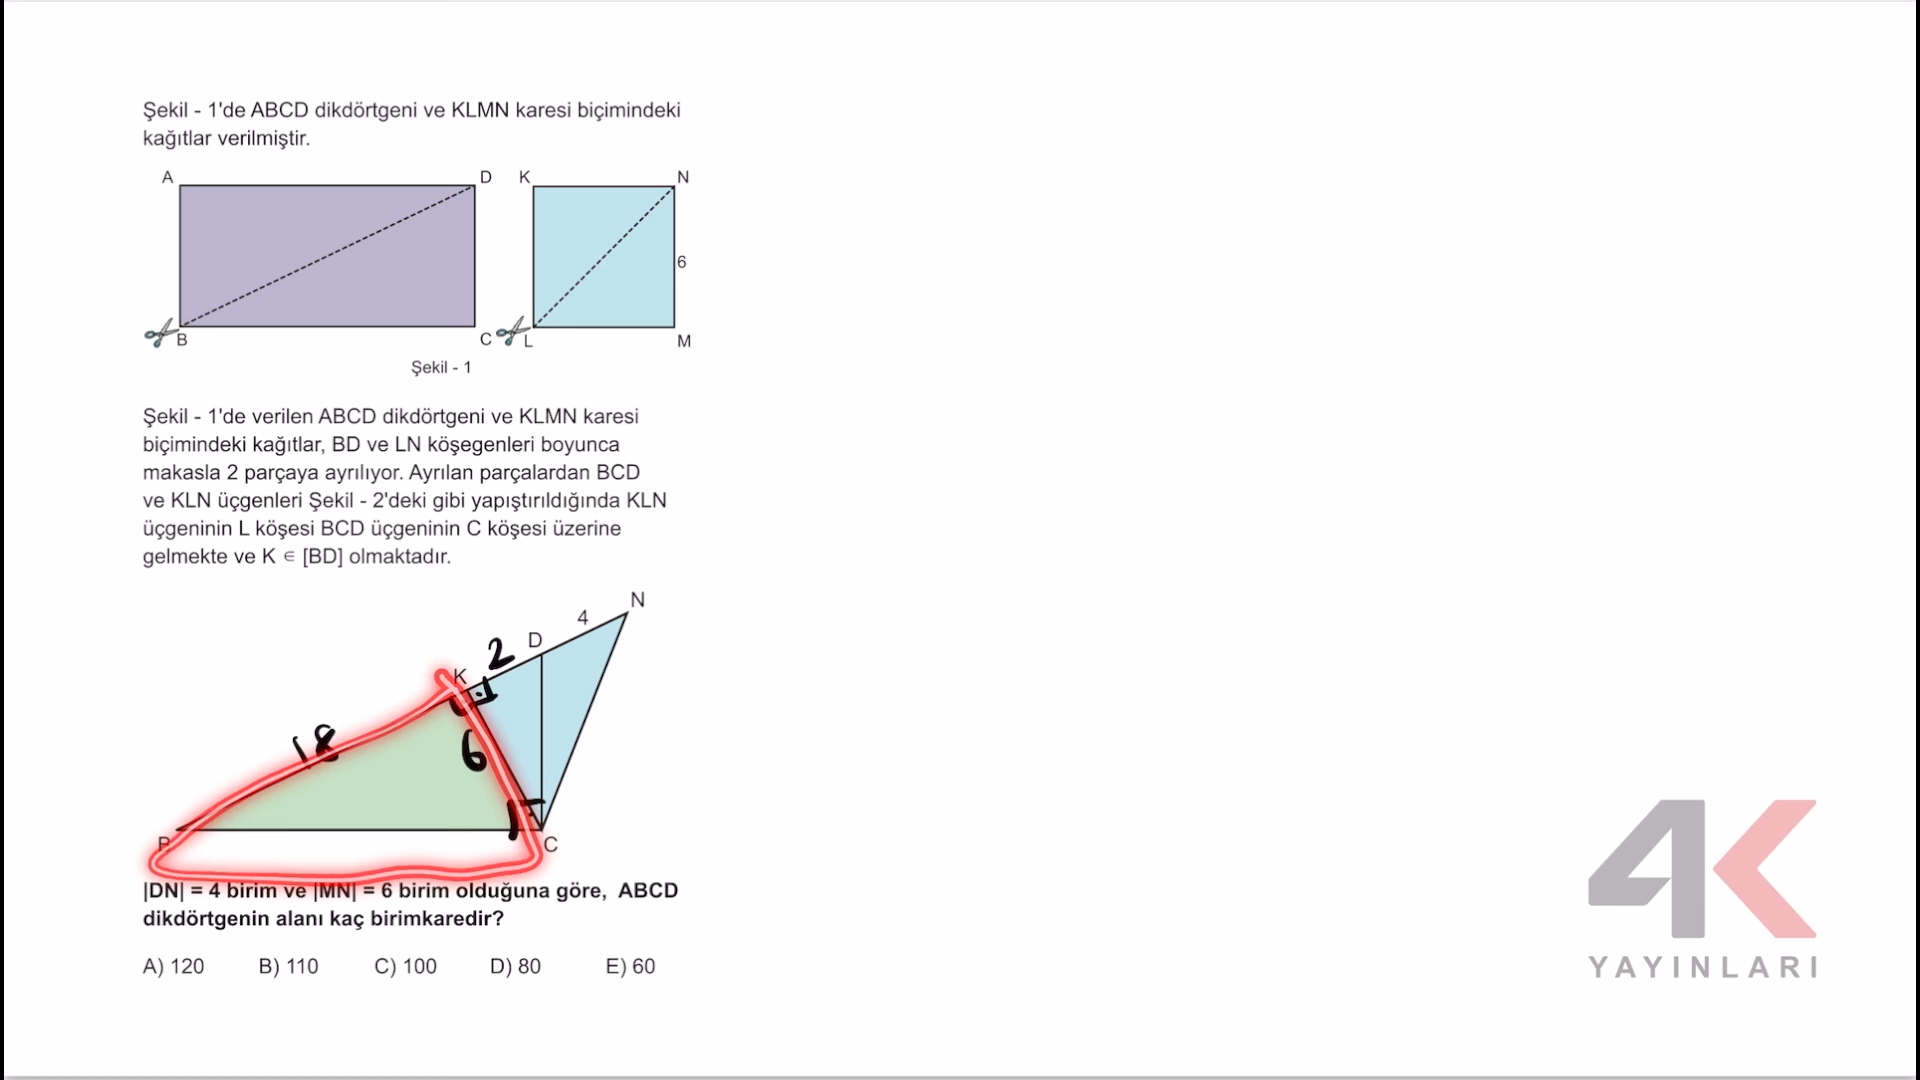 Şekil - 1'de ABCD dikdörtgeni ve KLMN karesi biçimindeki
kağıtlar verilmiştir.
A
D
K
N
6
B
C
L
M
Şekil - 1
Şekil - 1'de verilen ABCD dikdörtgeni ve KLMN karesi
biçimindeki kağıtlar, BD ve LN köşegenleri boyunca
makasla 2 parçaya ayrılıyor. Ayrılan parçalardan BCD
ve KLN üçgenleri Şekil - 2'deki gibi yapıştırıldığında KLN
üçgeninin L köşesi BCD üçgeninin C köşesi üzerine
gelmekte ve K ∈ [BD] olmaktadır.
N
4
D
2
K
18
6
B
C
|DN| = 4 birim ve |MN| = 6 birim olduğuna göre, ABCD
dikdörtgenin alanı kaç birimkaredir?
A) 120 B) 110 C) 100 D) 80 E) 60
4K
YAYINLARI